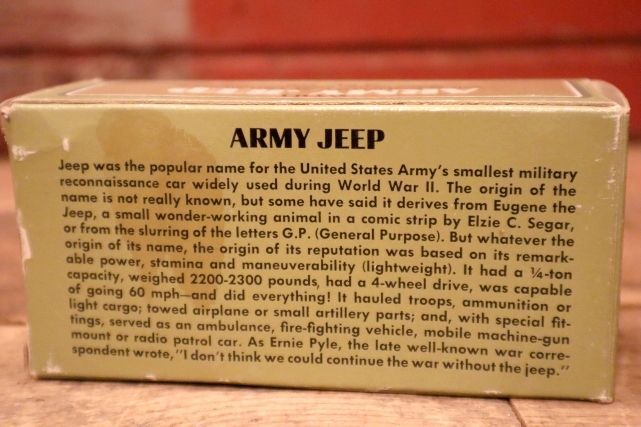 ARMY JEEP
ARMY JEEP
Jeep was the popular name for the United States Army's smallest military
reconnaissance car widely used during World War II. The origin of the
name is not really known, but some have said it derives from Eugene the
Jeep, a small wonder-working animal in a comic strip by Elzie C. Segar,
or from the slurring of the letters G.P. (General Purpose). But whatever the
origin of its name, the origin of its reputation was based on its remark-
able power, stamina and maneuverability (lightweight). It had a ¼-ton
capacity, weighed 2200-2300 pounds, had a 4-wheel drive, was capable
of going 60 mph—and did everything! It hauled troops, ammunition or
light cargo; towed airplane or small artillery parts; and, with special fit-
tings, served as an ambulance, fire-fighting vehicle, mobile machine-gun
mount or radio patrol car. As Ernie Pyle, the late well-known war corre-
spondent wrote, "I don't think we could continue the war without the jeep."